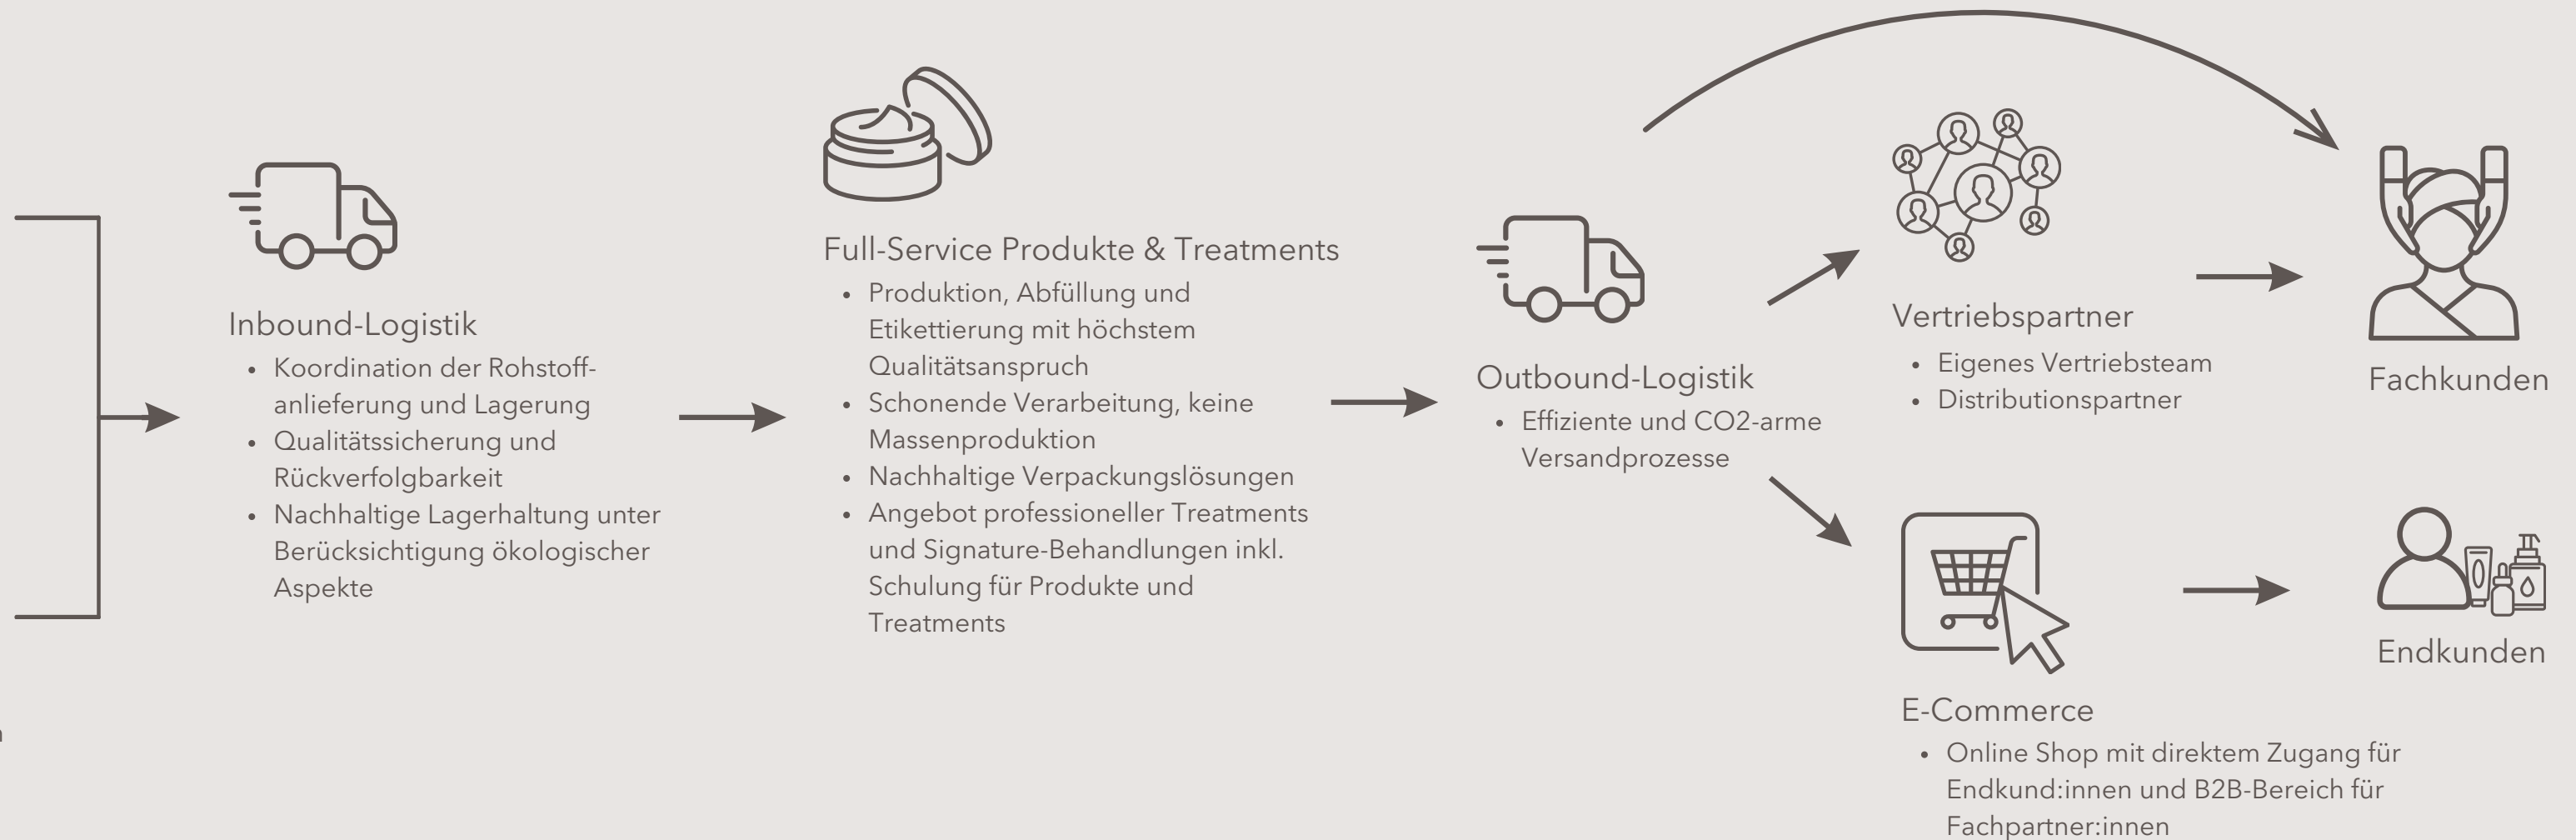 Inbound-Logistik
• Koordination der Rohstoff-
anlieferung und Lagerung
• Qualitätssicherung und
Rückverfolgbarkeit
• Nachhaltige Lagerhaltung unter
Berücksichtigung ökologischer
Aspekte
Full-Service Produkte & Treatments
• Produktion, Abfüllung und
Etikettierung mit höchstem
Qualitätsanspruch
• Schonende Verarbeitung, keine
Massenproduktion
• Nachhaltige Verpackungslösungen
• Angebot professioneller Treatments
und Signature-Behandlungen inkl.
Schulung für Produkte und
Treatments
Outbound-Logistik
• Effiziente und CO2-arme
Versandprozesse
Vertriebspartner
• Eigenes Vertriebsteam
• Distributionspartner
Fachkunden
E-Commerce
• Online Shop mit direktem Zugang für
Endkund:innen und B2B-Bereich für
Fachpartner:innen
Endkunden